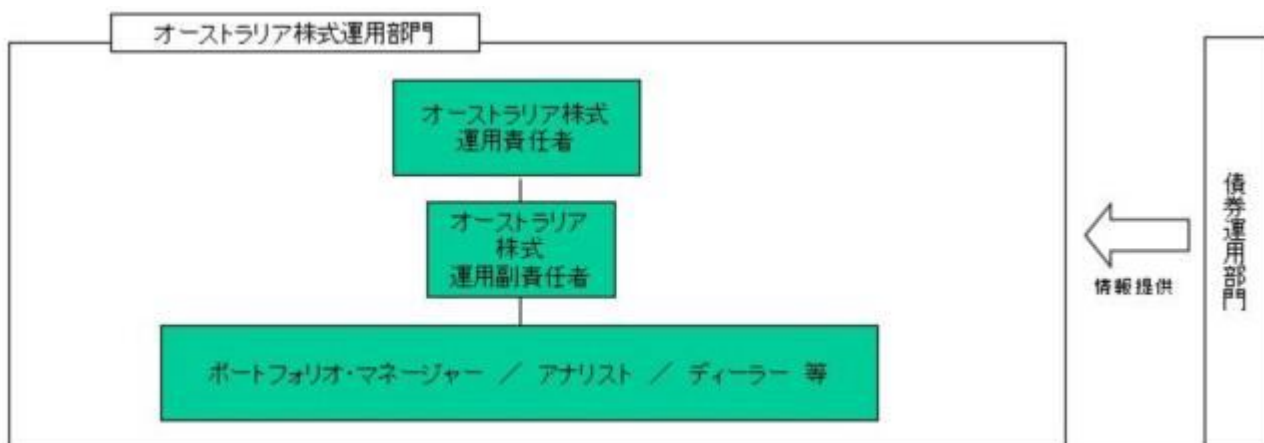 オーストラリア株式運用部門
オーストラリア株式
運用責任者
オーストラリア
株式
運用副責任者
ポートフォリオ・マネージャー ／ アナリスト ／ ディーラー 等
情報提供
債券運用部門